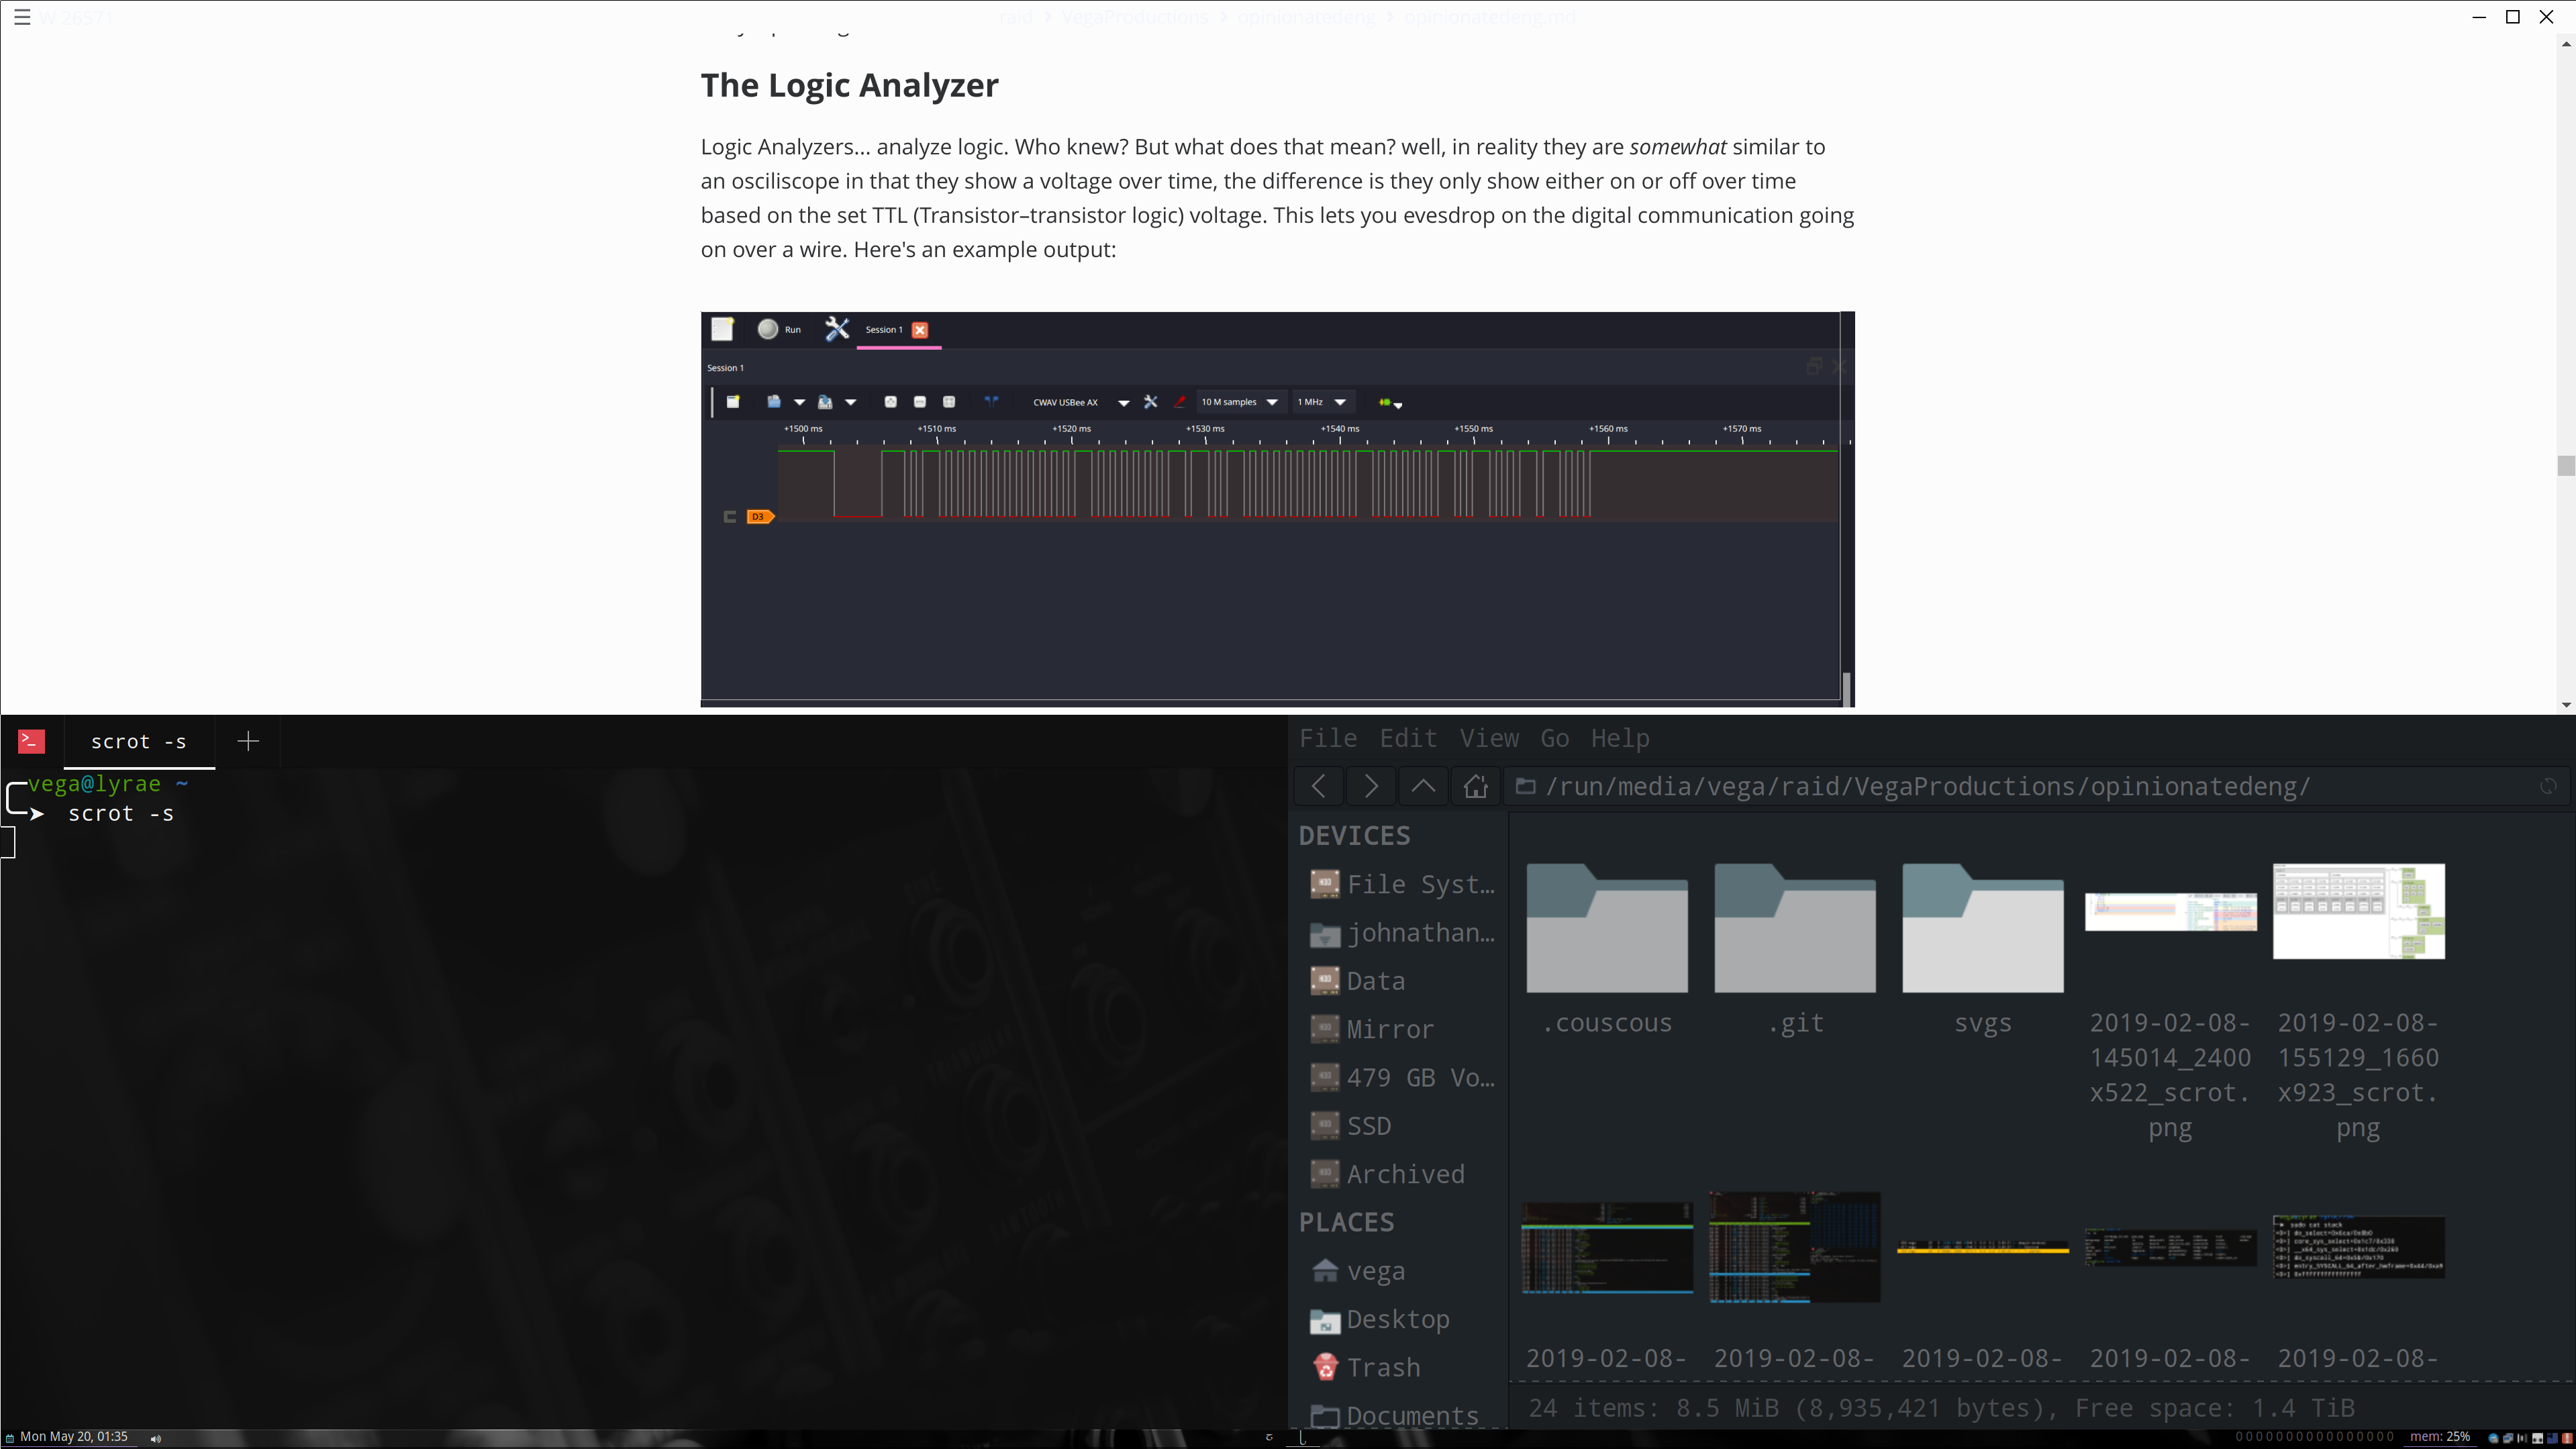 W 26571
raid › VegaProductions › opinionatedeng › opinionatedeng.md
The Logic Analyzer
Logic Analyzers... analyze logic. Who knew? But what does that mean? well, in reality they are somewhat similar to
an osciliscope in that they show a voltage over time, the difference is they only show either on or off over time
based on the set TTL (Transistor–transistor logic) voltage. This lets you evesdrop on the digital communication going
on over a wire. Here's an example output:
Run Session 1
Session 1
CWAV USBee AX 10 M samples 1 MHz
+1500 ms +1510 ms +1520 ms +1530 ms +1540 ms +1550 ms +1560 ms +1570 ms
D3
scrot -s
vega@lyrae ~
➤ scrot -s
File Edit View Go Help
/run/media/vega/raid/VegaProductions/opinionatedeng/
DEVICES
File Syst…
johnathan…
Data
Mirror
479 GB Vo…
SSD
Archived
PLACES
vega
Desktop
Trash
Documents
.couscous .git svgs
2019-02-08-
145014_2400
x522_scrot.
png
2019-02-08-
155129_1660
x923_scrot.
png
2019-02-08- 2019-02-08- 2019-02-08- 2019-02-08- 2019-02-08-
24 items: 8.5 MiB (8,935,421 bytes), Free space: 1.4 TiB
Mon May 20, 01:35
0000000000000000 mem: 25%